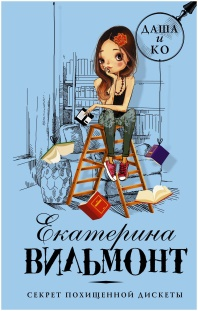 ДАША
и
КО
Екатерина
ВИЛЬМОНТ
СЕКРЕТ ПОХИЩЕННОЙ ДИСКЕТЫ